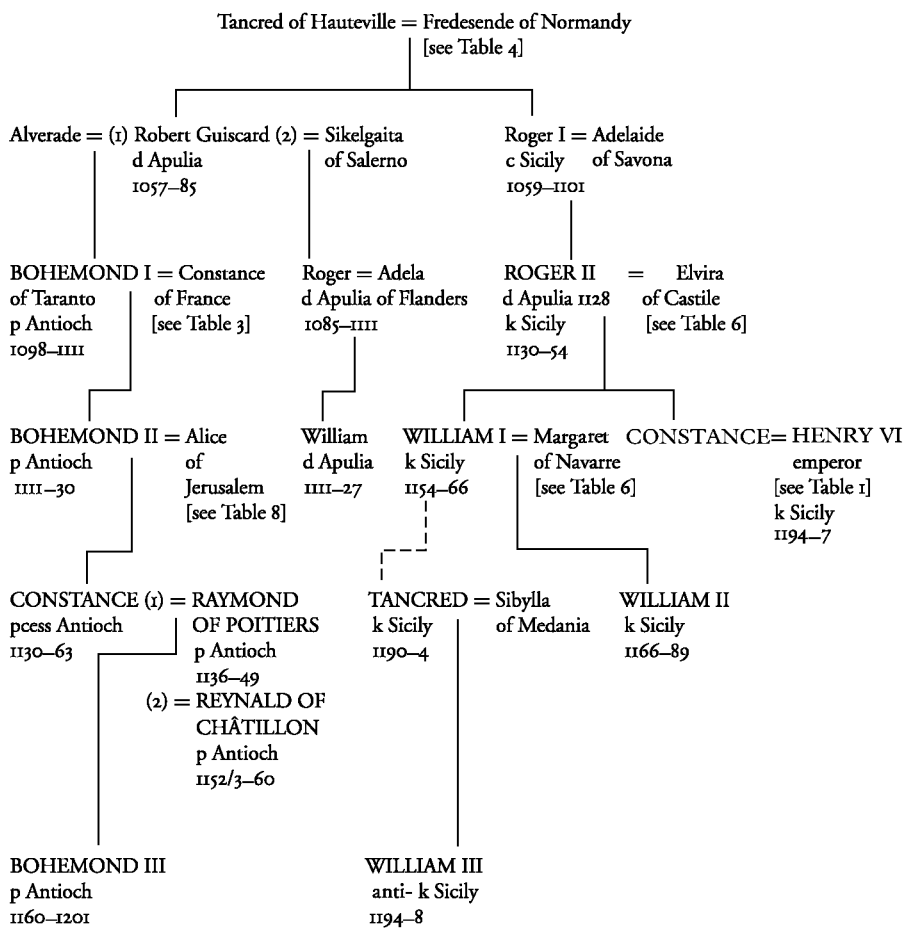 Tancred of Hauteville = Fredesende of Normandy
[see Table 4]
Alverade = (1) Robert Guiscard (2) = Sikelgaita
d Apulia
of Salerno
1057–85
Roger I = Adelaide
c Sicily
of Savona
1059–1101
BOHEMOND I = Constance
of Taranto
of France
p Antioch
[see Table 3]
1098–1111
Roger = Adela
d Apulia of Flanders
1085–1111
ROGER II = Elvira
d Apulia 1128
of Castile
k Sicily
[see Table 6]
1130–54
BOHEMOND II = Alice
p Antioch
of
1111–30
Jerusalem
[see Table 8]
William
d Apulia
1111–27
WILLIAM I = Margaret
k Sicily
of Navarre
1154–66
[see Table 6]
CONSTANCE= HENRY VI
emperor
[see Table 1]
k Sicily
1194–7
CONSTANCE (1) = RAYMOND
pcess Antioch
OF POITIERS
1130–63
p Antioch
1136–49
(2) = REYNALD OF
CHÂTILLON
p Antioch
1152/3–60
TANCRED = Sibylla
k Sicily
of Medania
1190–4
WILLIAM II
k Sicily
1166–89
BOHEMOND III
p Antioch
1160–1201
WILLIAM III
anti- k Sicily
1194–8